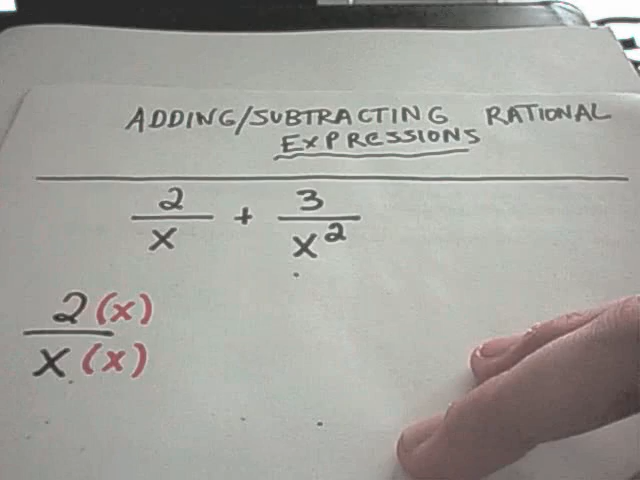 ADDING/SUBTRACTING RATIONAL
EXPRESSIONS
2/x + 3/x²
2(x)/x(x)